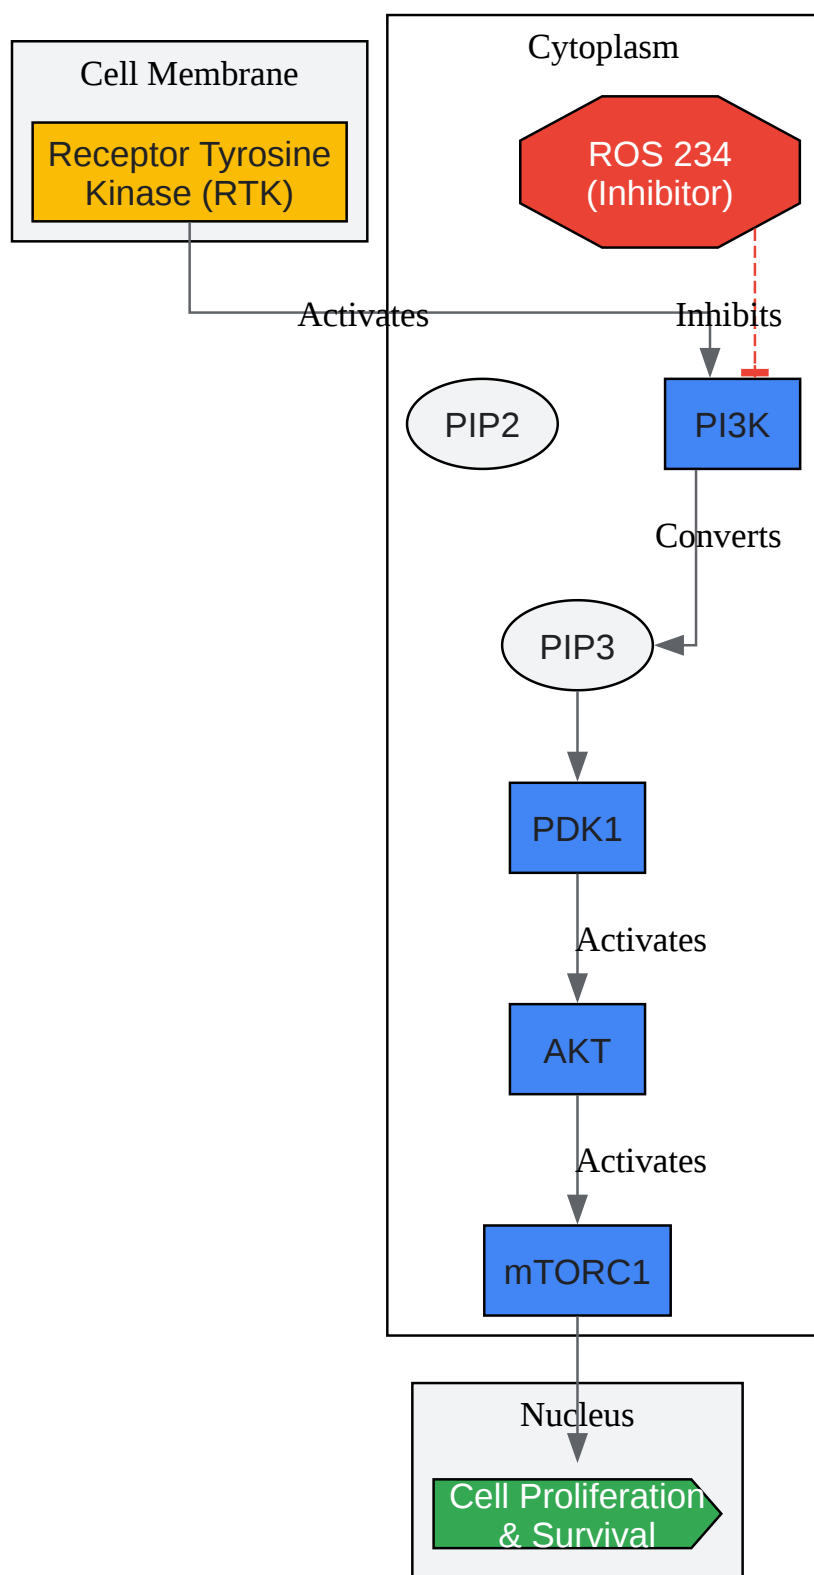 Cytoplasm
Cell Membrane
Receptor Tyrosine
Kinase (RTK)
ROS 234
(Inhibitor)
Activates
Inhibits
PIP2
PI3K
Converts
PIP3
PDK1
Activates
AKT
Activates
mTORC1
Nucleus
Cell Proliferation
& Survival